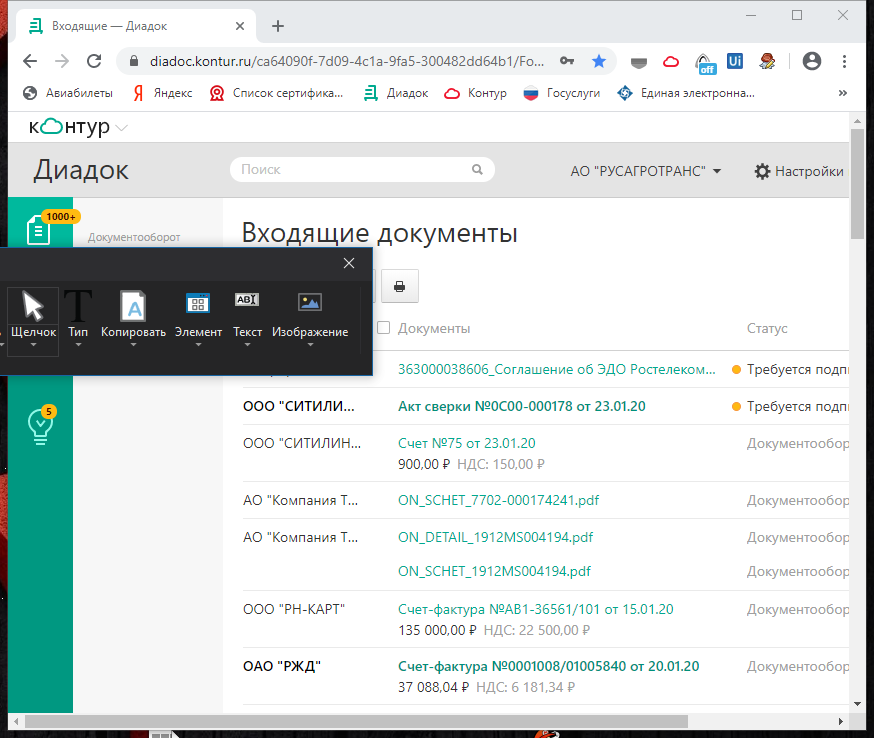 Входящие — Диадок
diadoc.kontur.ru/ca64090f-7d09-4c1a-9fa5-300482dd64b1/Fo...
off
Ui
Авиабилеты
Яндекс
Список сертифика...
Диадок
Контур
Госуслуги
Единая электронна...
контур
Диадок
Поиск
АО "РУСАГРОТРАНС"
Настройки
1000+
Документооборот
Входящие документы
Щелчок
Тип
Копировать
Элемент
Текст
Изображение
Документы
Статус
363000038606_Соглашение об ЭДО Ростелеком...
Требуется подп
ООО "СИТИЛИ...
Акт сверки №0С00-000178 от 23.01.20
Требуется подп
ООО "СИТИЛИН...
Счет №75 от 23.01.20
Документообор
900,00 ₽ НДС: 150,00 ₽
АО "Компания Т...
ON_SCHET_7702-000174241.pdf
Документообор
АО "Компания Т...
ON_DETAIL_1912MS004194.pdf
Документообор
ON_SCHET_1912MS004194.pdf
Документообор
ООО "РН-КАРТ"
Счет-фактура №АВ1-36561/101 от 15.01.20
Документообор
135 000,00 ₽ НДС: 22 500,00 ₽
ОАО "РЖД"
Счет-фактура №0001008/01005840 от 20.01.20
Документообор
37 088,04 ₽ НДС: 6 181,34 ₽
5